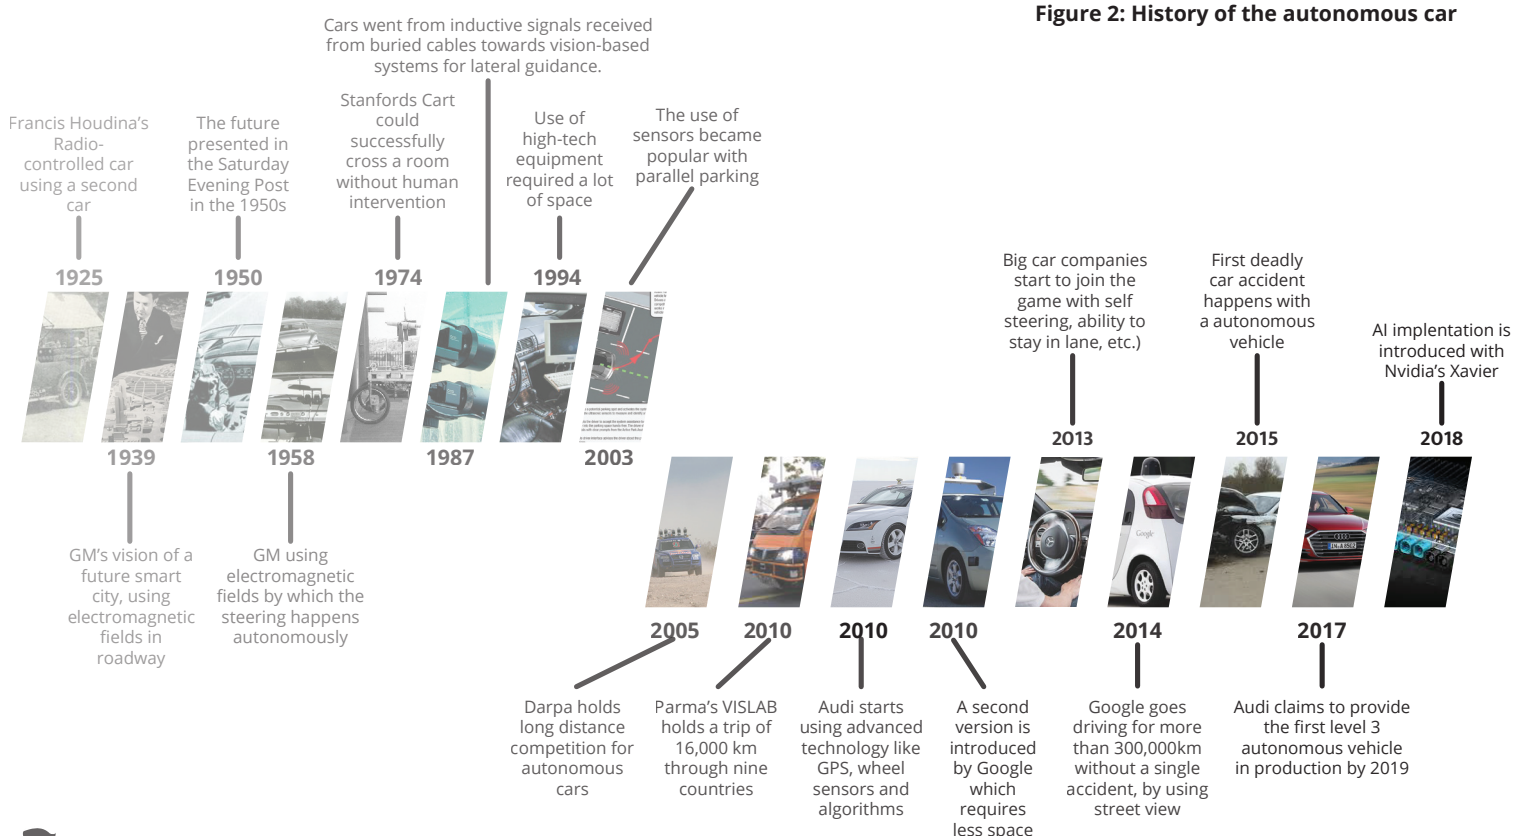 Figure 2: History of the autonomous car
Cars went from inductive signals received
from buried cables towards vision-based
systems for lateral guidance.
Francis Houdina’s
Radio-
controlled car
using a second
car
The future
presented in
the Saturday
Evening Post
in the 1950s
Stanfords Cart
could
successfully
cross a room
without human
intervention
Use of
high-tech
equipment
required a lot
of space
The use of
sensors became
popular with
parallel parking
1925
1950
1974
1994
1939
1958
1987
2003
GM’s vision of a
future smart
city, using
electromagnetic
fields in
roadway
GM using
electromagnetic
fields by which the
steering happens
autonomously
Big car companies
start to join the
game with self
steering, ability to
stay in lane, etc.)
First deadly
car accident
happens with
a autonomous
vehicle
AI implentation is
introduced with
Nvidia’s Xavier
2013
2015
2018
Google
2005
2010
2010
2010
2014
2017
Darpa holds
long distance
competition for
autonomous
cars
Parma’s VISLAB
holds a trip of
16,000 km
through nine
countries
Audi starts
using advanced
technology like
GPS, wheel
sensors and
algorithms
A second
version is
introduced
by Google
which
requires
less space
Google goes
driving for more
than 300,000km
without a single
accident, by using
street view
Audi claims to provide
the first level 3
autonomous vehicle
in production by 2019